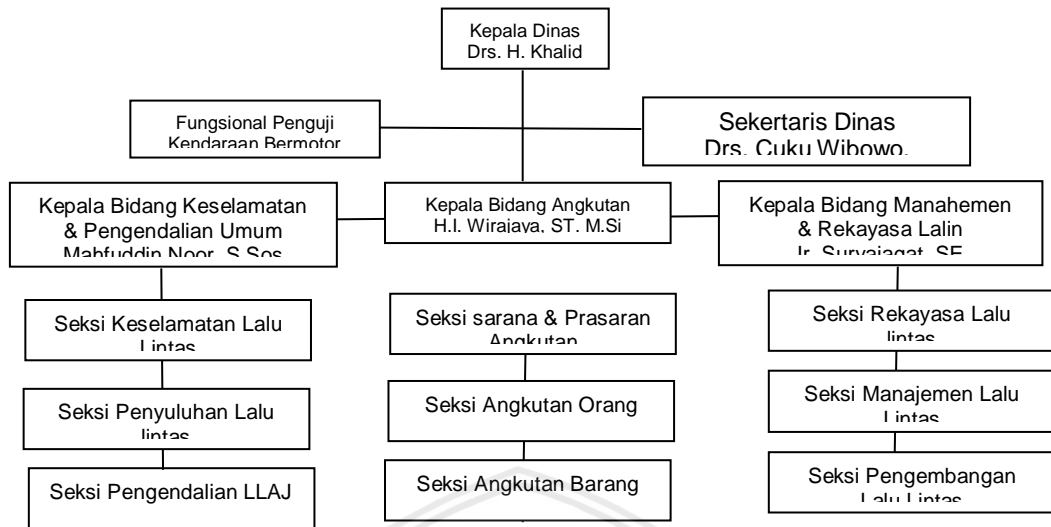 Kepala Dinas
Drs. H. Khalid
Fungsional Penguji
Kendaraan Bermotor
Sekertaris Dinas
Drs. Cuku Wibowo,
Kepala Bidang Keselamatan
& Pengendalian Umum
Mahfuddin Noor, S.Sos
Kepala Bidang Angkutan
H.I. Wirajaya, ST. M.Si
Kepala Bidang Manahemen
& Rekayasa Lalin
Ir. Suryajagat, SE
Seksi Keselamatan Lalu
Lintas
Seksi sarana & Prasaran
Angkutan
Seksi Rekayasa Lalu
lintas
Seksi Penyuluhan Lalu
lintas
Seksi Angkutan Orang
Seksi Manajemen Lalu
Lintas
Seksi Pengendalian LLAJ
Seksi Angkutan Barang
Seksi Pengembangan
Lalu Lintas